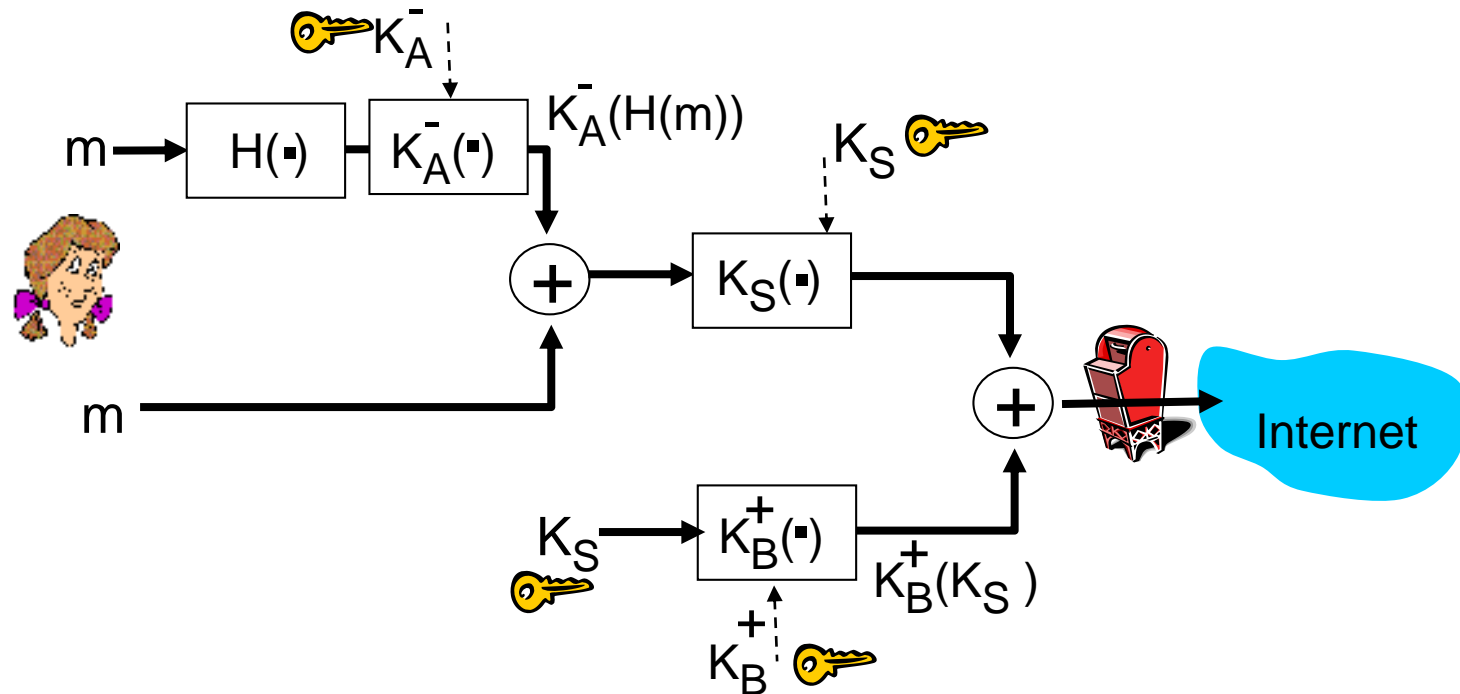 K_A^-
m
H(▪)
K_A^-(▪)
K_A^-(H(m))
K_S
+
K_S(▪)
m
+
Internet
K_S
K_B^+(▪)
K_B^+(K_S )
K_B^+